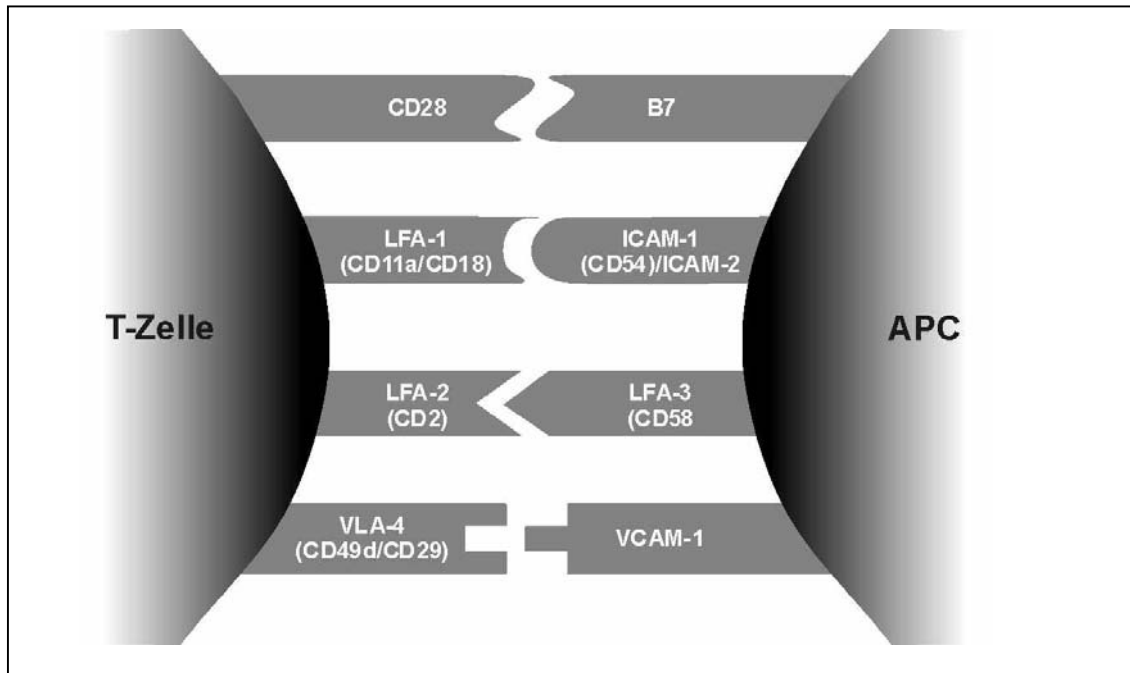 CD28
B7
LFA-1
(CD11a/CD18)
ICAM-1
(CD54)/ICAM-2
T-Zelle
APC
LFA-2
(CD2)
LFA-3
(CD58
VLA-4
(CD49d/CD29)
VCAM-1